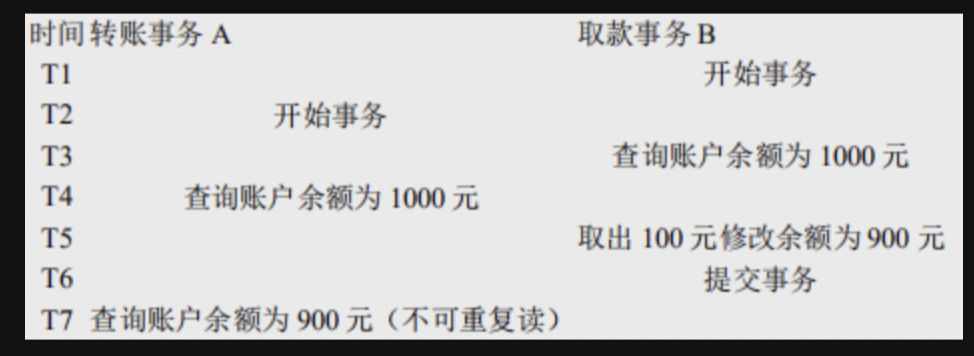 时间 转账事务 A 取款事务 B
T1 开始事务
T2 开始事务
T3 查询账户余额为 1000 元
T4 查询账户余额为 1000 元
T5 取出 100 元修改余额为 900 元
T6 提交事务
T7 查询账户余额为 900 元（不可重复读）